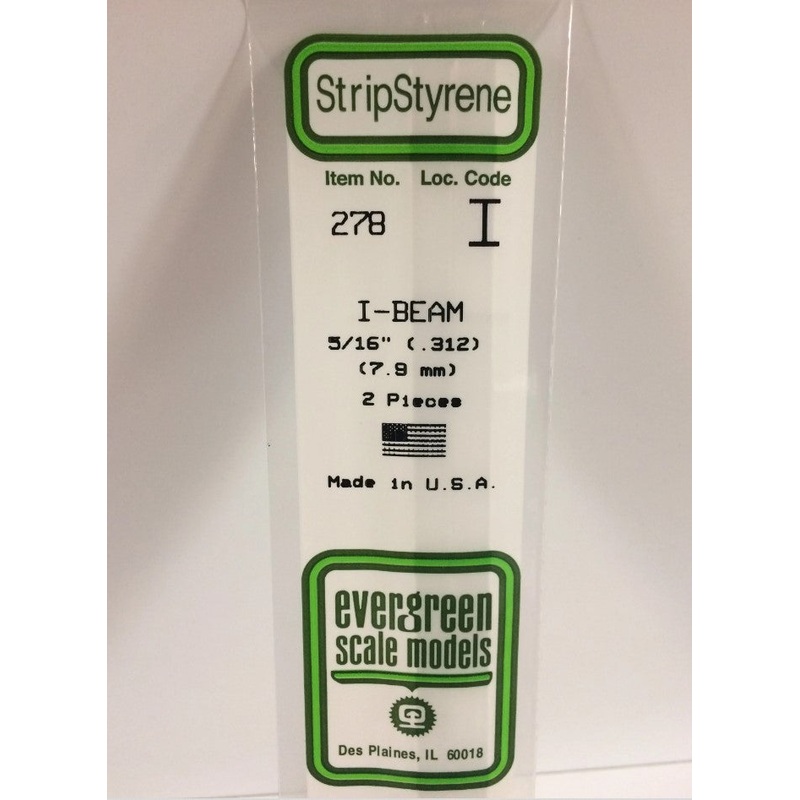 StripStyrene
Item No. Loc. Code
278 I
I-BEAM
5/16" (.312)
(7.9 mm)
2 Pieces
Made in U.S.A.
evergreen
scale models
Des Plaines, IL 60018